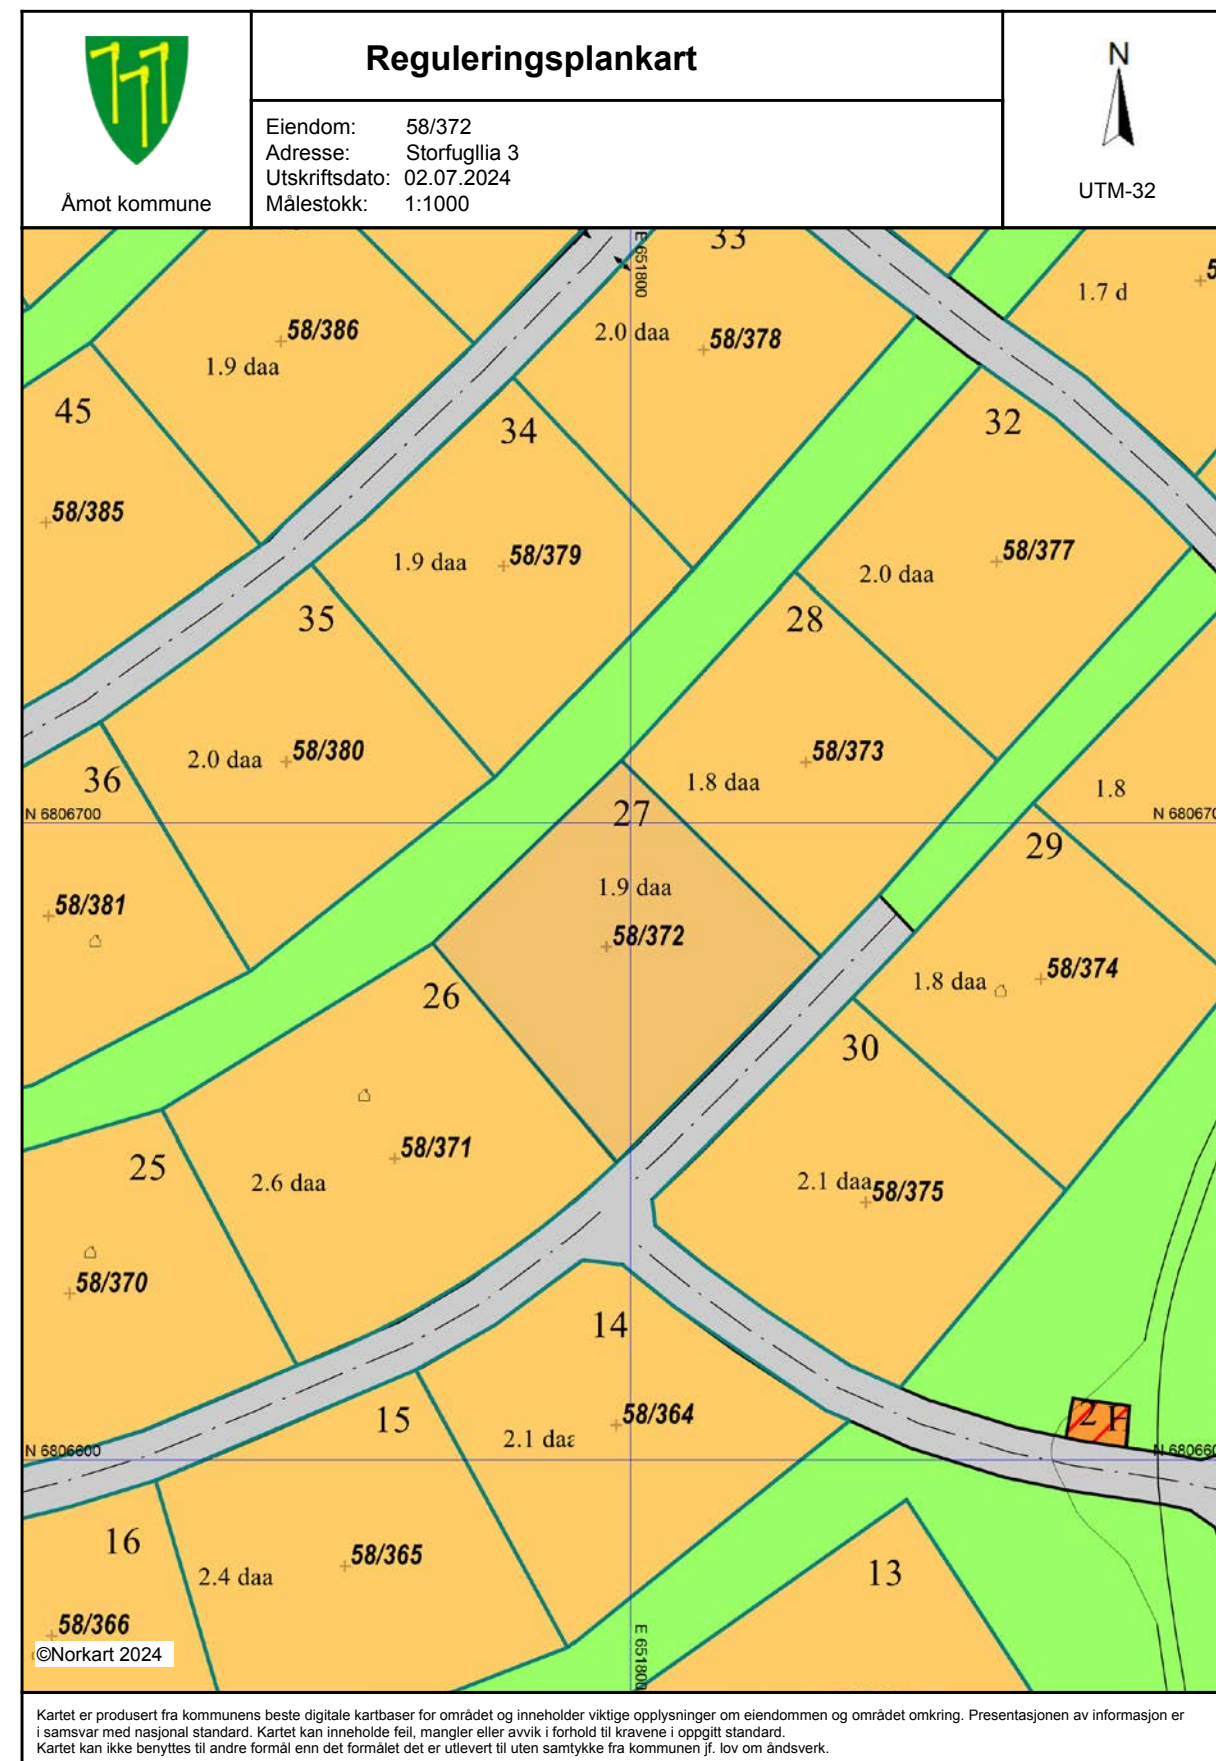 Reguleringsplankart
Eiendom: 58/372
Adresse: Storfugllia 3
Utskriftsdato: 02.07.2024
Målestokk: 1:1000
Åmot kommune
N
UTM-32
33
E 651800
1.7 d
5
58/386
2.0 daa
58/378
1.9 daa
45
34
32
58/385
1.9 daa
58/379
58/377
2.0 daa
35
28
2.0 daa
58/380
58/373
36
1.8 daa
1.8
N 6806700
27
N 680670
29
1.9 daa
58/381
58/372
26
1.8 daa
58/374
30
25
58/371
2.6 daa
2.1 daa
58/375
58/370
14
15
58/364
2 F
2.1 daa
N 6806600
N 680660
16
58/365
2.4 daa
13
58/366
E 651800
©Norkart 2024
Kartet er produsert fra kommunens beste digitale kartbaser for området og inneholder viktige opplysninger om eiendommen og området omkring. Presentasjonen av informasjon er
i samsvar med nasjonal standard. Kartet kan inneholde feil, mangler eller avvik i forhold til kravene i oppgitt standard.
Kartet kan ikke benyttes til andre formål enn det formålet det er utlevert til uten samtykke fra kommunen jf. lov om åndsverk.